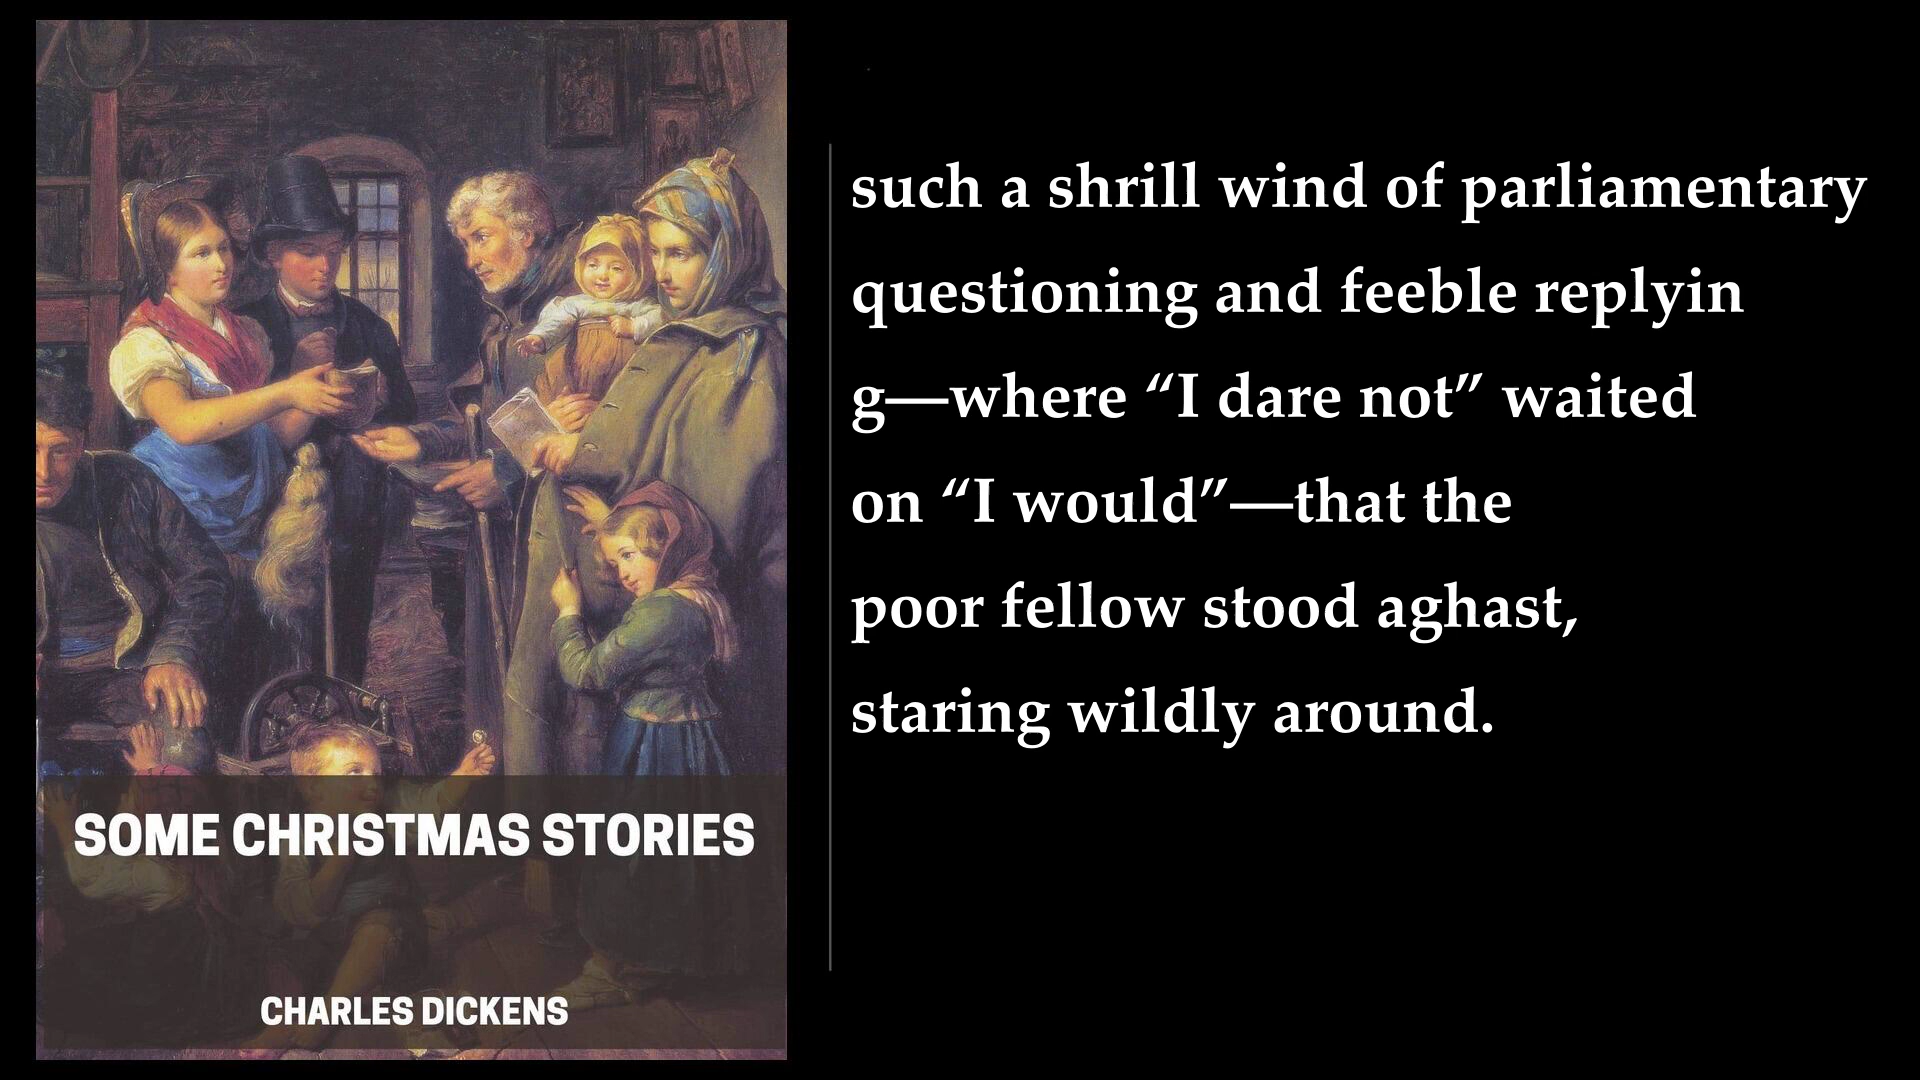 such a shrill wind of parliamentary
questioning and feeble replyin
g—where “I dare not” waited
on “I would”—that the
poor fellow stood aghast,
staring wildly around.
SOME CHRISTMAS STORIES
CHARLES DICKENS